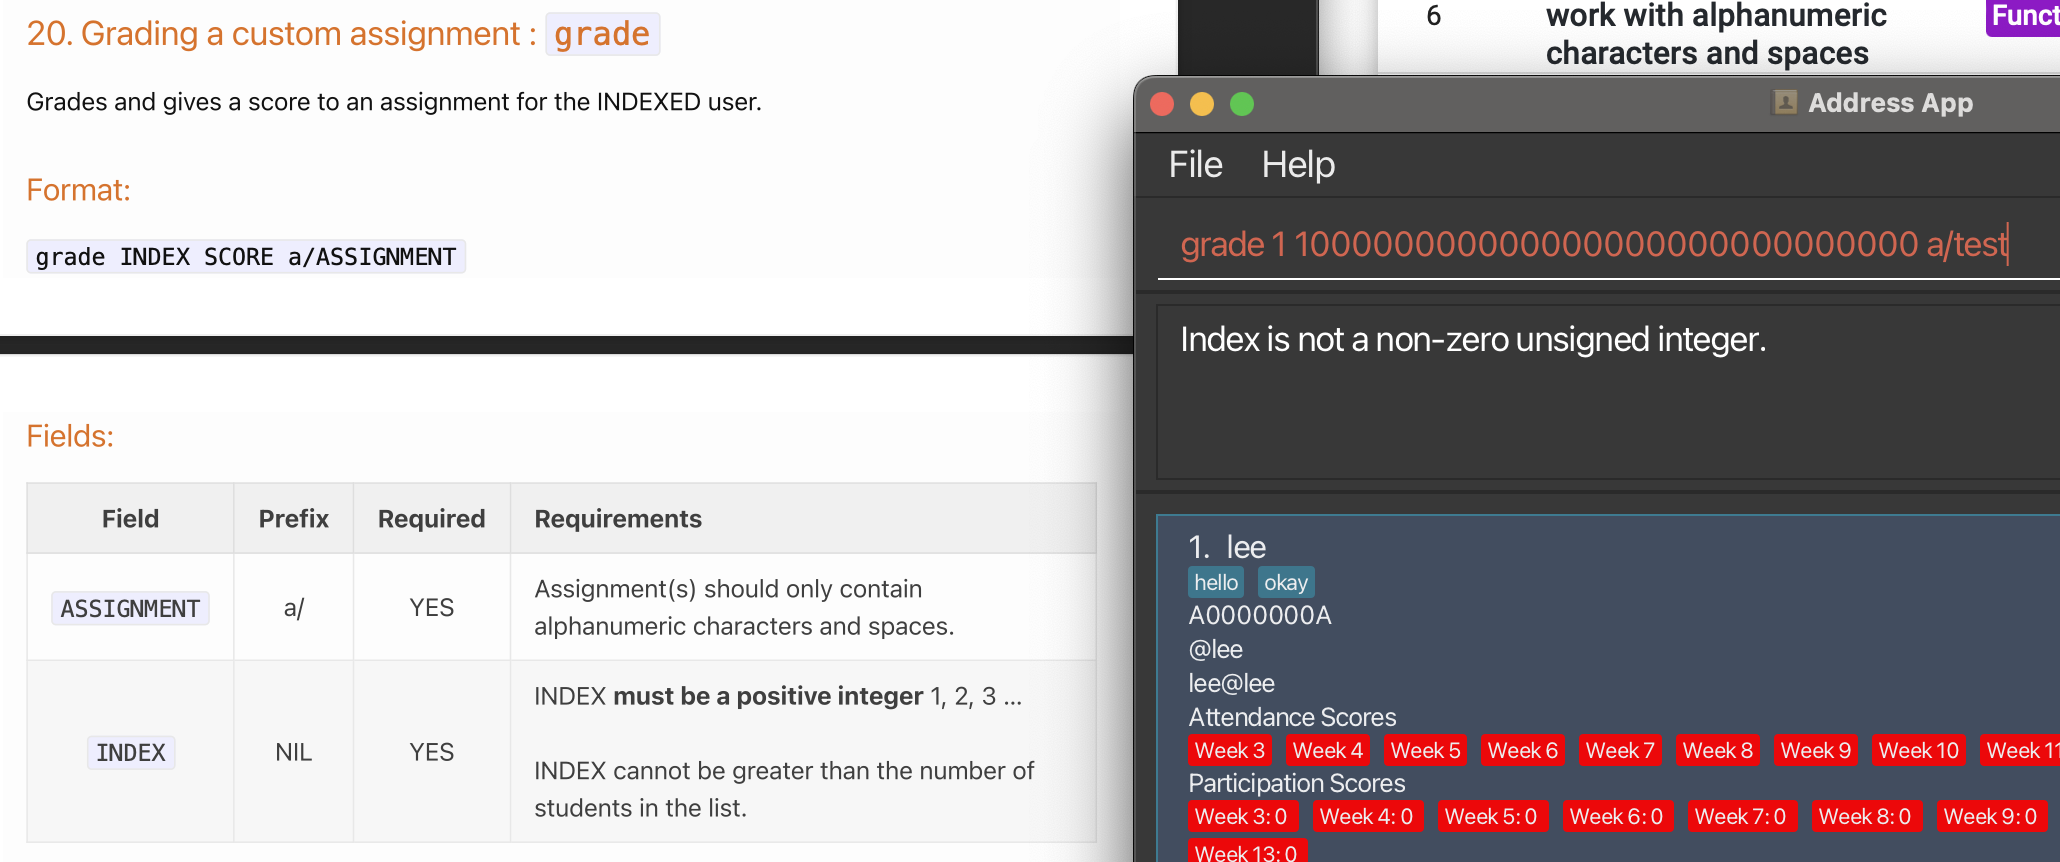 20. Grading a custom assignment : grade
Grades and gives a score to an assignment for the INDEXED user.
Format:
grade INDEX SCORE a/ASSIGNMENT
Fields:
Field Prefix Required Requirements
ASSIGNMENT a/ YES Assignment(s) should only contain
alphanumeric characters and spaces.
INDEX NIL YES INDEX must be a positive integer 1, 2, 3 ...
INDEX cannot be greater than the number of
students in the list.
6 work with alphanumeric
characters and spaces
Funct
Address App
File Help
grade 1 100000000000000000000000000000000 a/test
Index is not a non-zero unsigned integer.
1. lee
hello okay
A0000000A
@lee
lee@lee
Attendance Scores
Week 3 Week 4 Week 5 Week 6 Week 7 Week 8 Week 9 Week 10 Week 11
Participation Scores
Week 3: 0 Week 4: 0 Week 5: 0 Week 6: 0 Week 7: 0 Week 8: 0 Week 9: 0
Week 13: 0